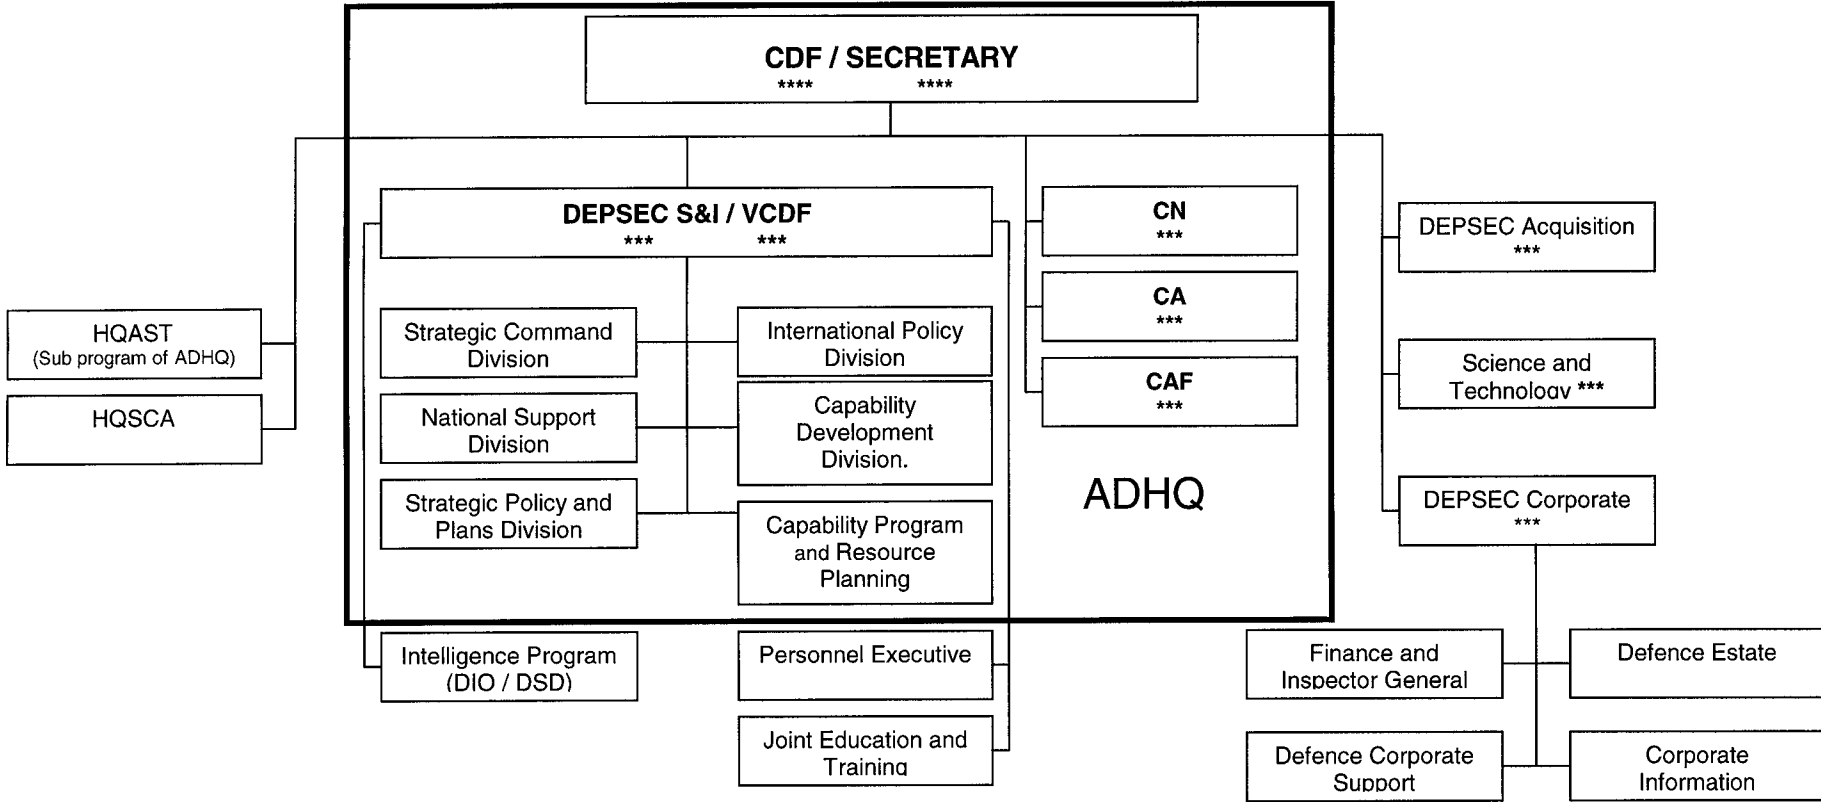 CDF / SECRETARY
**** ****
DEPSEC S&I / VCDF
*** ***
CN
***
CA
***
CAF
***
DEPSEC Acquisition
***
HQAST
(Sub program of ADHQ)
HQSCA
Strategic Command
Division
International Policy
Division
National Support
Division
Capability
Development
Division.
Strategic Policy and
Plans Division
Capability Program
and Resource
Planning
ADHQ
Science and
Technology ***
DEPSEC Corporate
***
Intelligence Program
(DIO / DSD)
Personnel Executive
Joint Education and
Training
Finance and
Inspector General
Defence Estate
Defence Corporate
Support
Corporate
Information